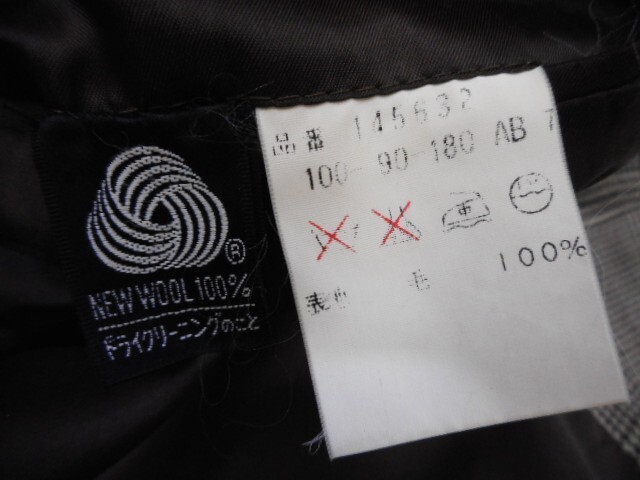 NEW WOOL 100%
ドライクリーニングのこと
品番 145632
100-90-180 AB 7
表地 毛 100%